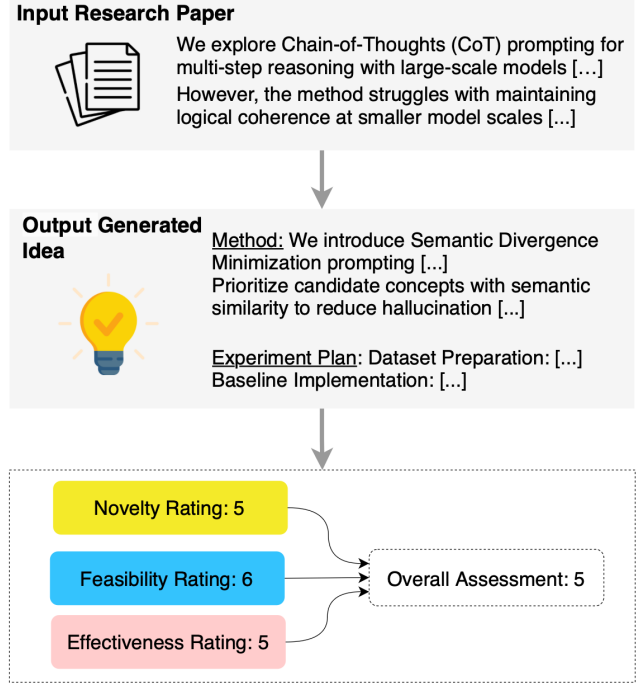 Input Research Paper
We explore Chain-of-Thoughts (CoT) prompting for
multi-step reasoning with large-scale models […]
However, the method struggles with maintaining
logical coherence at smaller model scales [...]
Output Generated
Idea
Method: We introduce Semantic Divergence
Minimization prompting [...]
Prioritize candidate concepts with semantic
similarity to reduce hallucination [...]
Experiment Plan: Dataset Preparation: [...]
Baseline Implementation: [...]
Novelty Rating: 5
Feasibility Rating: 6
Effectiveness Rating: 5
Overall Assessment: 5